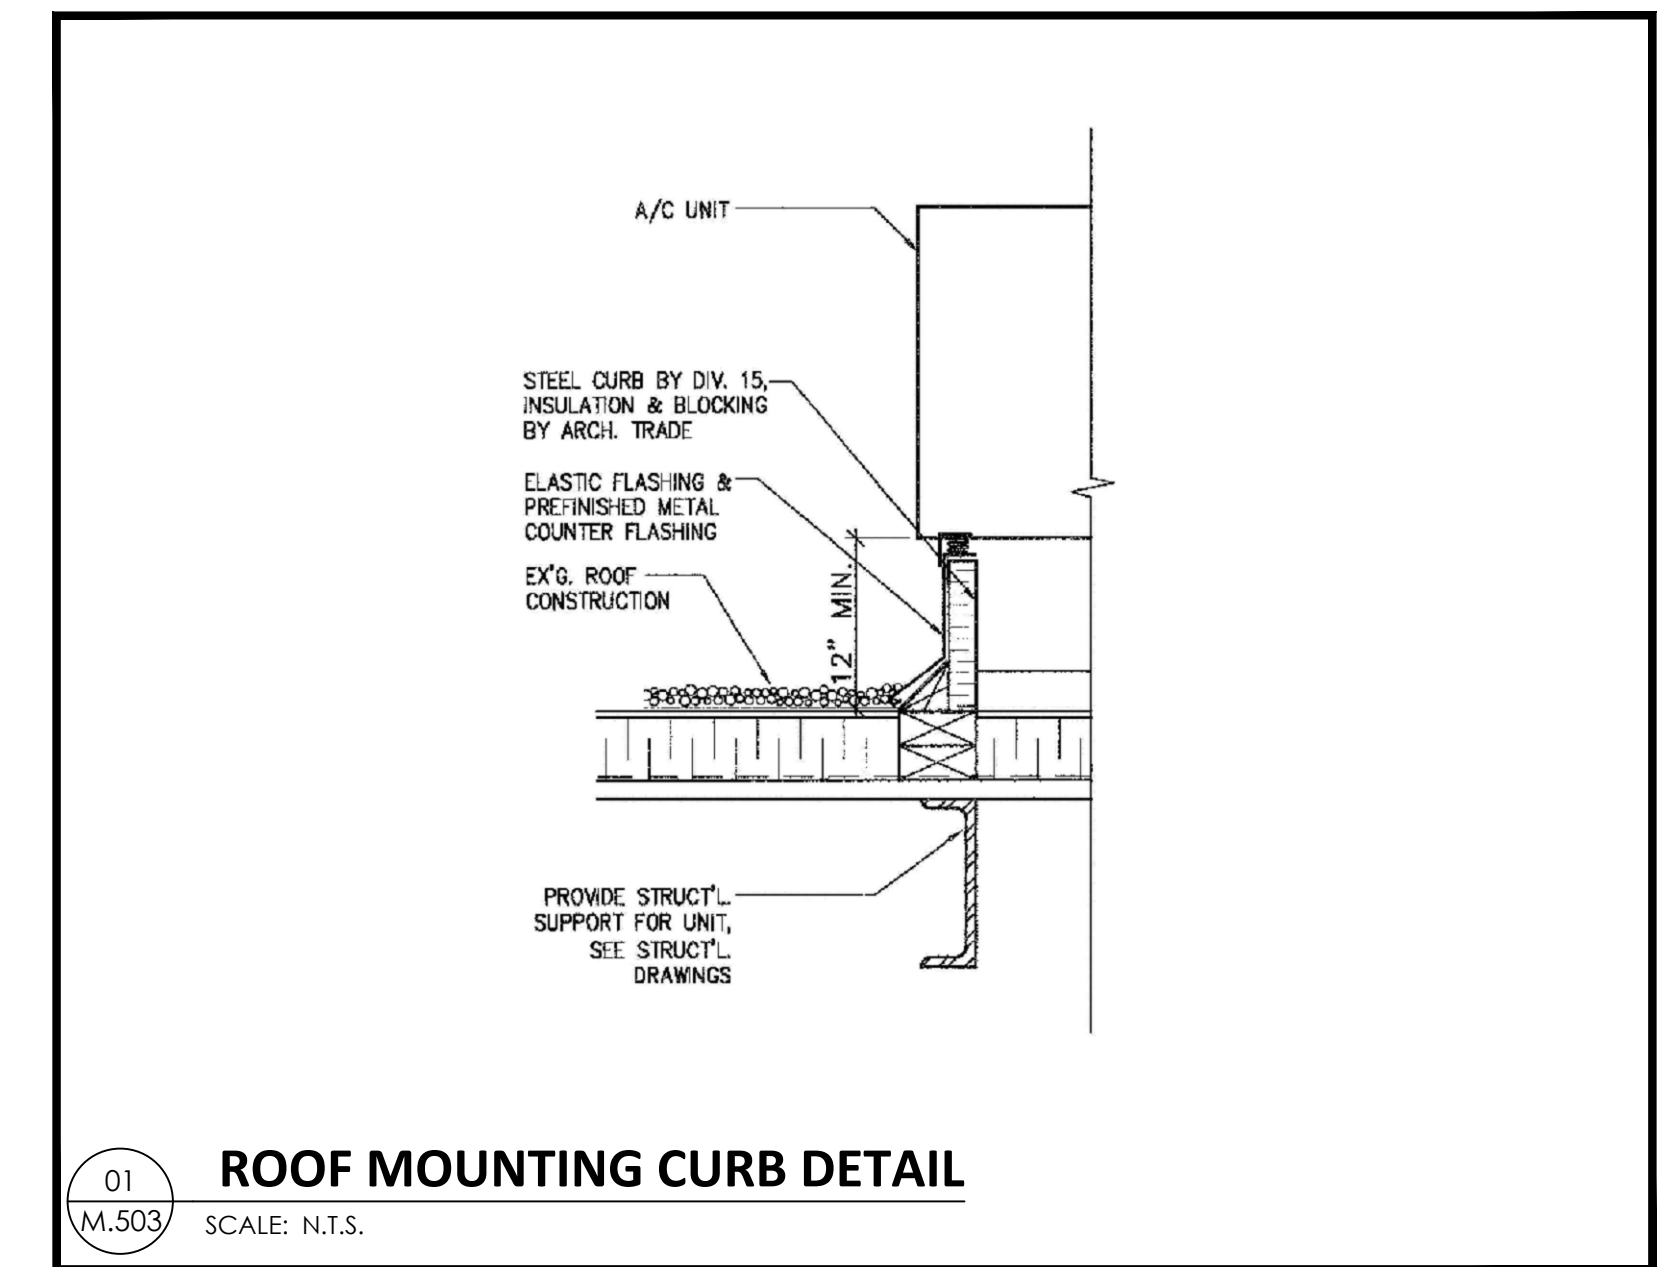 A/C UNIT
STEEL CURB BY DIV. 15,
INSULATION & BLOCKING
BY ARCH. TRADE
ELASTIC FLASHING &
PREFINISHED METAL
COUNTER FLASHING
EX'G. ROOF
CONSTRUCTION
12" MIN.
PROVIDE STRUCT'L.
SUPPORT FOR UNIT,
SEE STRUCT'L.
DRAWINGS
01
M.503
ROOF MOUNTING CURB DETAIL
SCALE: N.T.S.